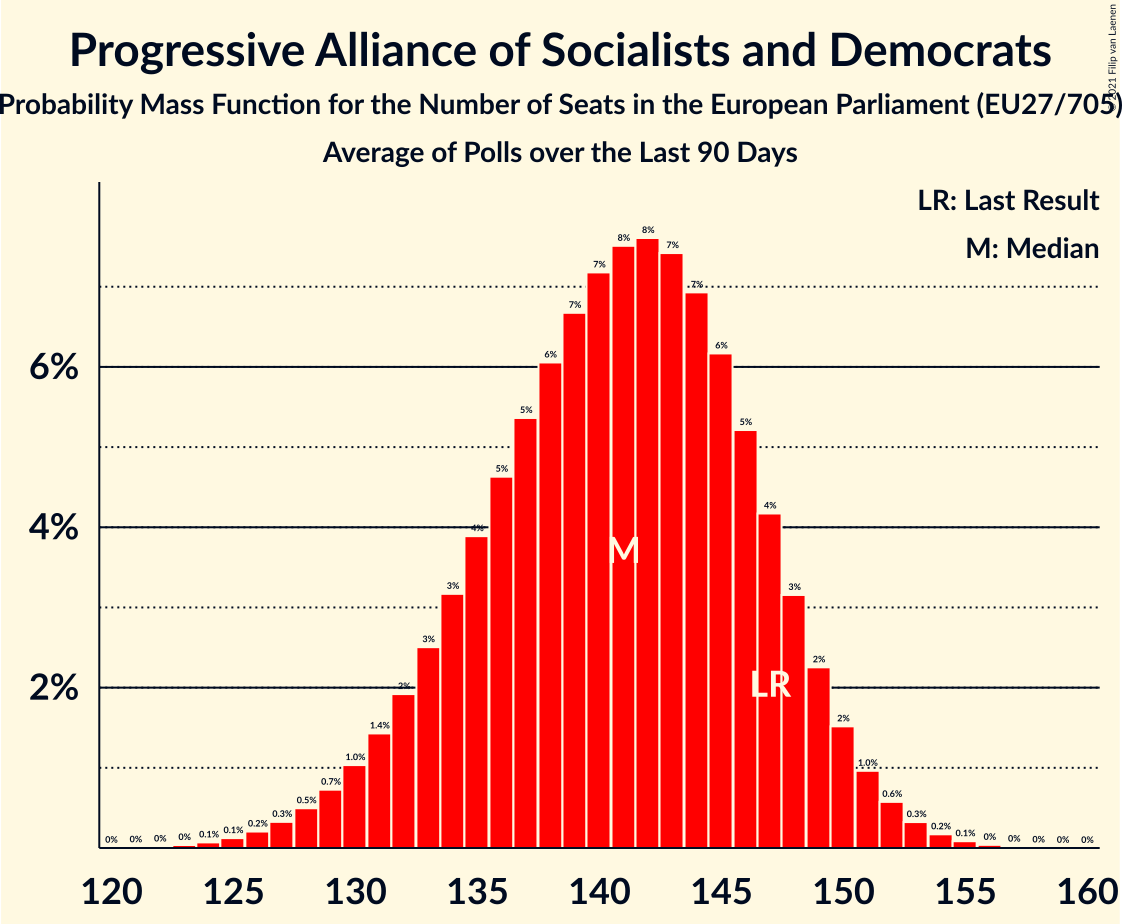 Progressive Alliance of Socialists and Democrats
Probability Mass Function for the Number of Seats in the European Parliament (EU27/705)
Average of Polls over the Last 90 Days
© 2021 Filip van Laenen
LR: Last Result
M: Median
6%
4%
2%
0% 0% 0% 0% 0.1% 0.1% 0.2% 0.3% 0.5% 0.7% 1.0% 1.4% 2% 3% 3% 4% 5% 5% 6% 7% 7% 8% 8% 7% 7% 6% 5% 4% 3% 2% 2% 1.0% 0.6% 0.3% 0.2% 0.1% 0% 0% 0% 0% 0%
M
LR
120 125 130 135 140 145 150 155 160